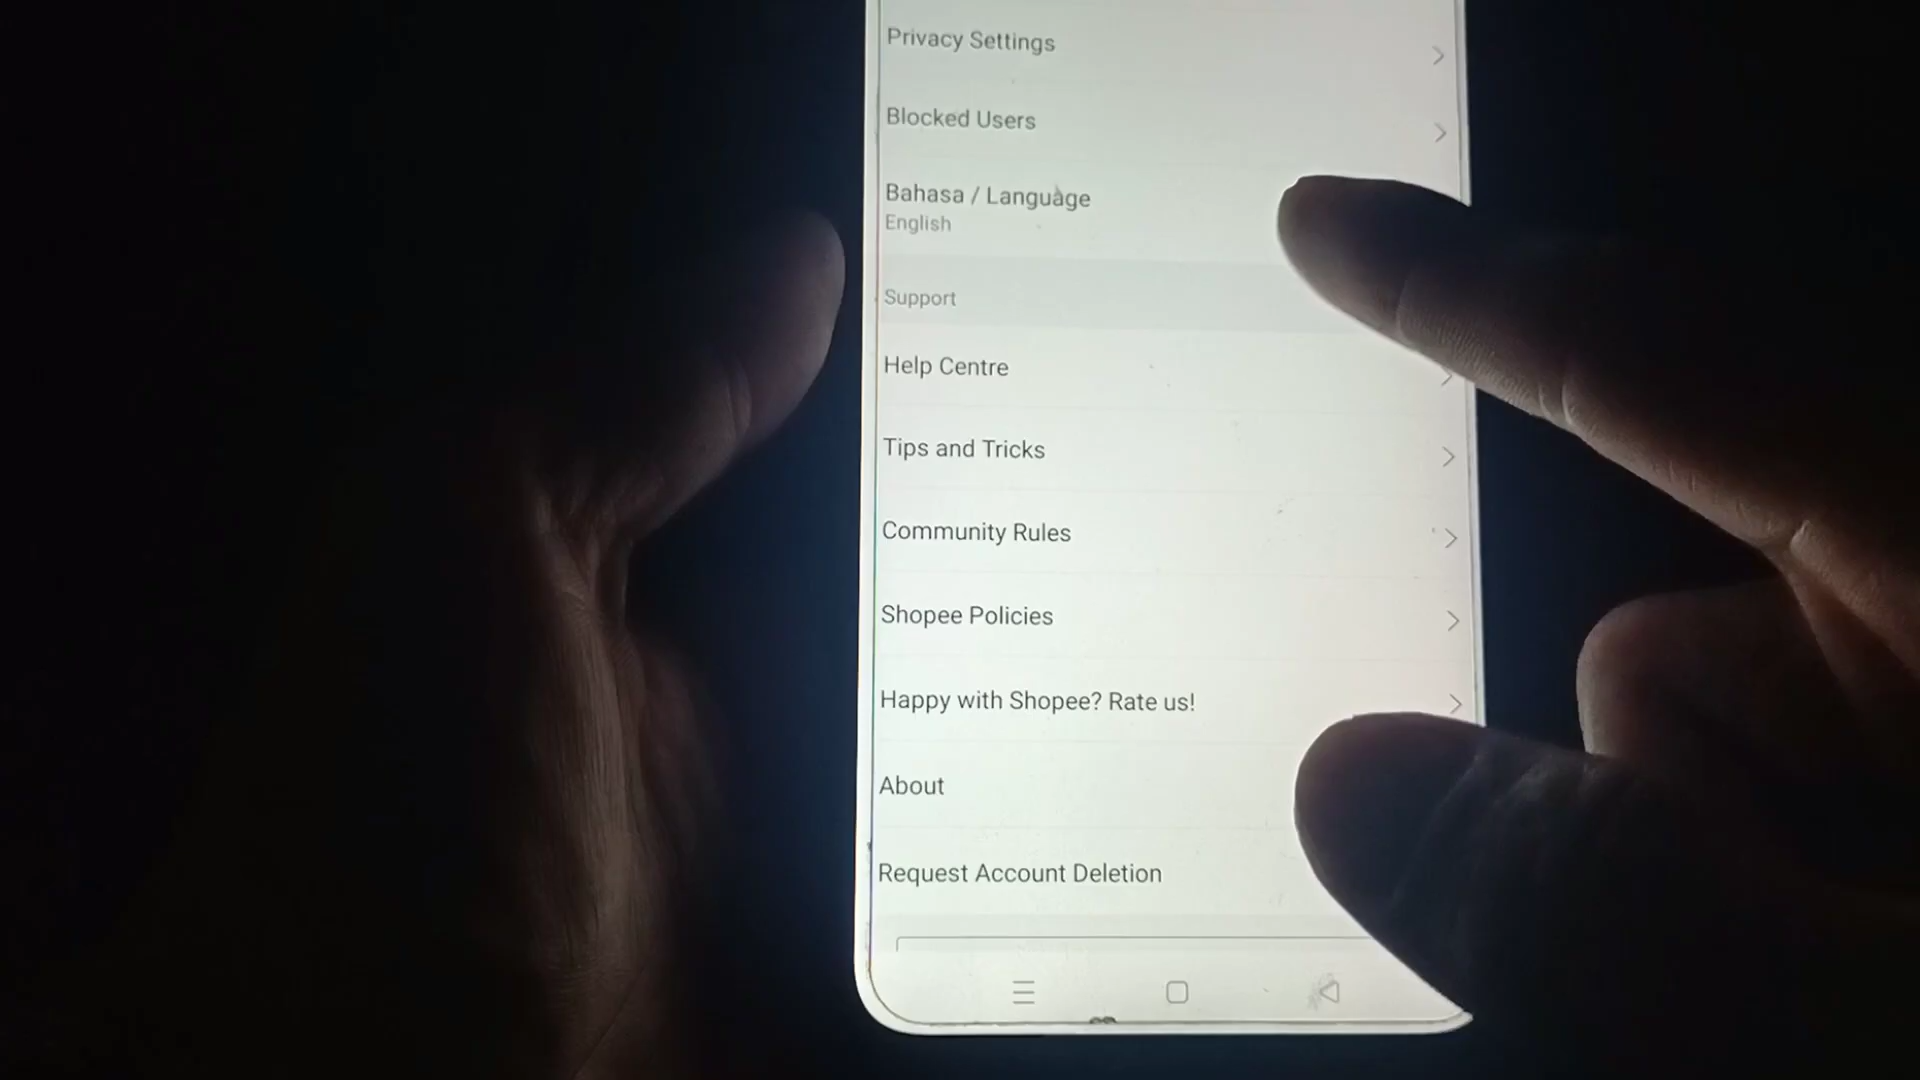 Privacy Settings
Blocked Users
Bahasa / Language
English
Support
Help Centre
Tips and Tricks
Community Rules
Shopee Policies
Happy with Shopee? Rate us!
About
Request Account Deletion